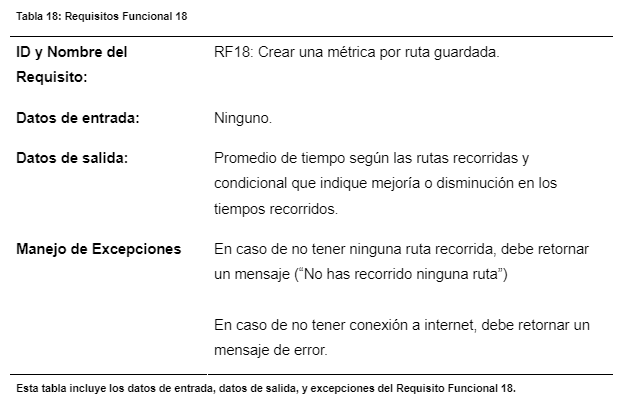 Tabla 18: Requisitos Funcional 18
ID y Nombre del Requisito:
RF18: Crear una métrica por ruta guardada.
Datos de entrada:
Ninguno.
Datos de salida:
Promedio de tiempo según las rutas recorridas y
condicional que indique mejoría o disminución en los
tiempos recorridos.
Manejo de Excepciones
En caso de no tener ninguna ruta recorrida, debe retornar
un mensaje (“No has recorrido ninguna ruta”)
En caso de no tener conexión a internet, debe retornar un
mensaje de error.
Esta tabla incluye los datos de entrada, datos de salida, y excepciones del Requisito Funcional 18.